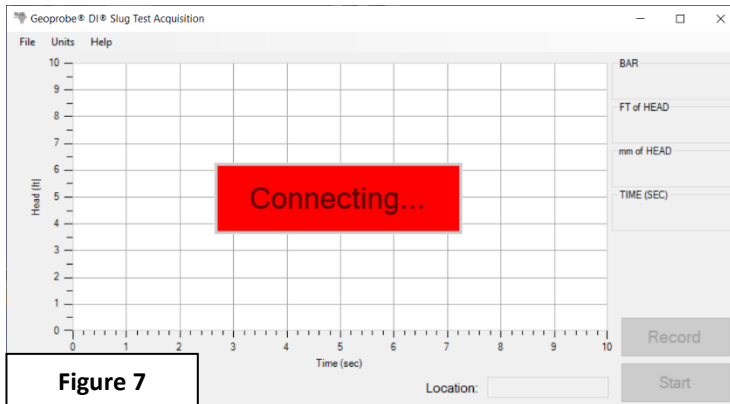 Geoprobe® DI® Slug Test Acquisition
File Units Help
BAR
FT of HEAD
mm of HEAD
TIME (SEC)
Head [ft]
10
9
8
7
6
5
4
3
2
1
0
Connecting...
0 1 2 3 4 5 6 7 8 9 10
Time (sec)
Record
Start
Location:
Figure 7